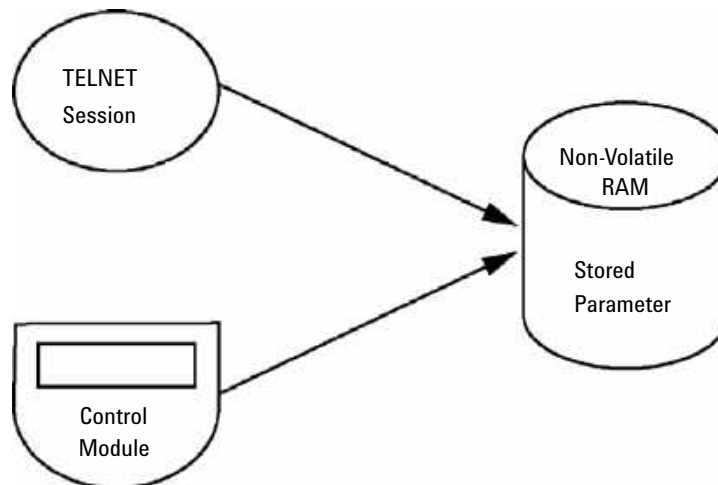 TELNET
Session
Non-Volatile
RAM
Stored
Parameter
Control
Module